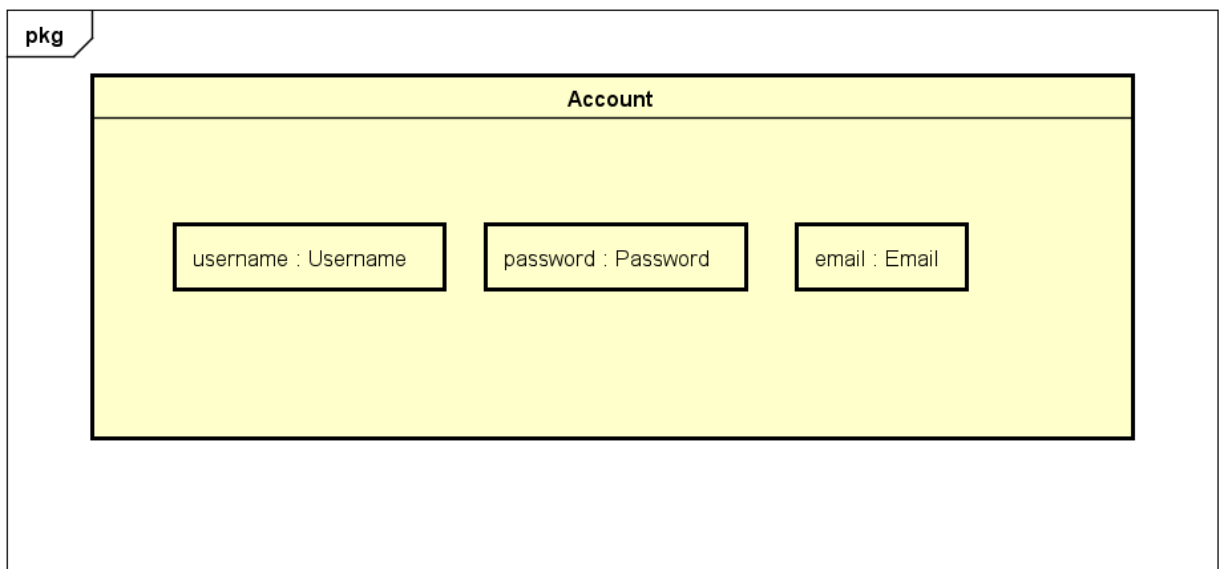 pkg
Account
username : Username
password : Password
email : Email